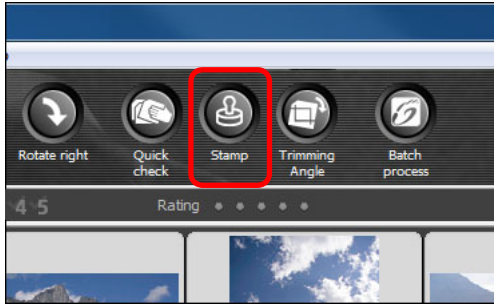 Rotate right
Quick
check
Stamp
Trimming
Angle
Batch
process
4 5
Rating